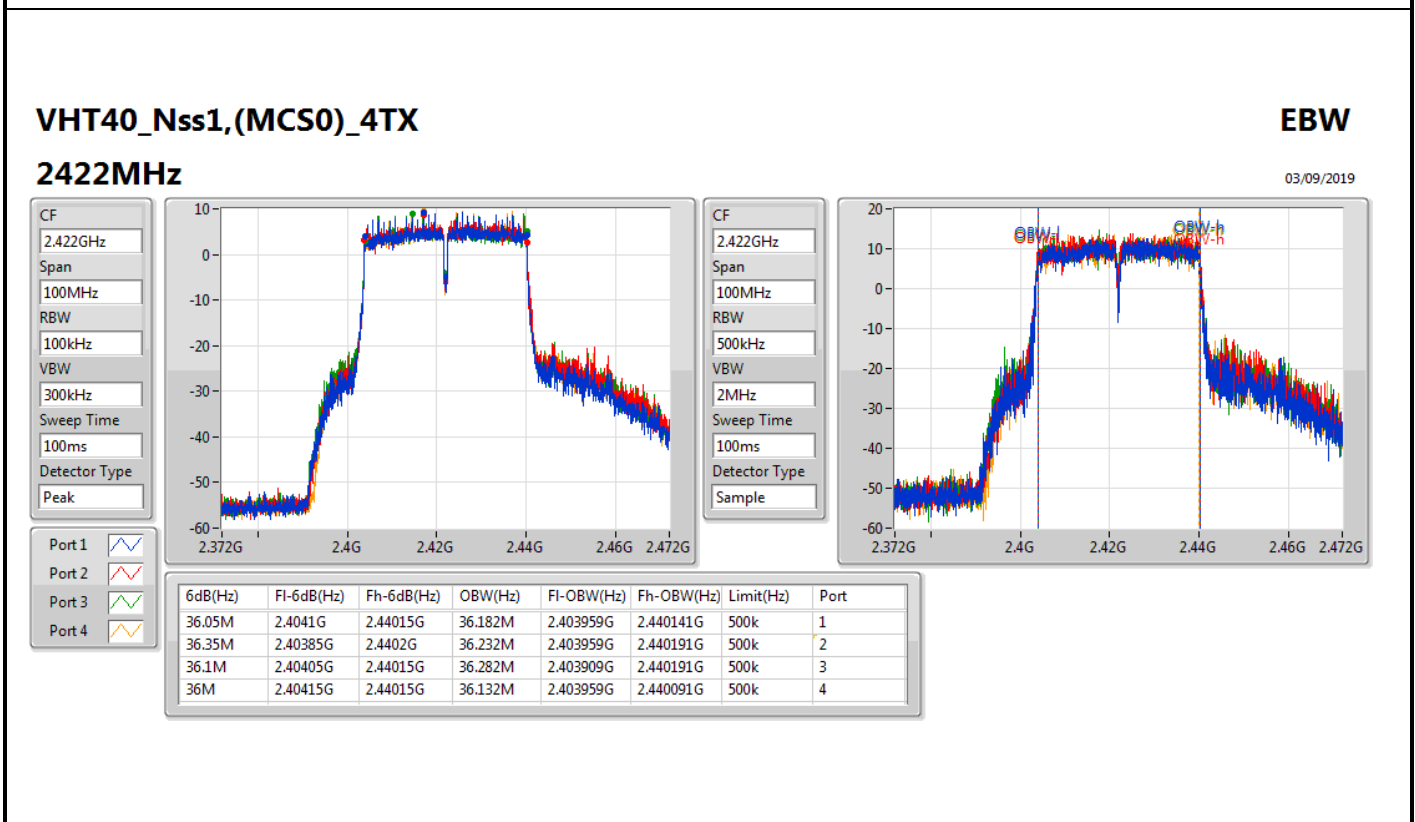 VHT40_Nss1,(MCS0)_4TX
EBW
2422MHz
03/09/2019
CF
2.422GHz
Span
100MHz
RBW
100kHz
VBW
300kHz
Sweep Time
100ms
Detector Type
Peak
10
0
-10
-20
-30
-40
-50
-60
2.372G 2.4G 2.42G 2.44G 2.46G 2.472G
CF
2.422GHz
Span
100MHz
RBW
500kHz
VBW
2MHz
Sweep Time
100ms
Detector Type
Sample
20
10
0
-10
-20
-30
-40
-50
-60
OBW-l
OBW-h
OBW-h
2.372G 2.4G 2.42G 2.44G 2.46G 2.472G
Port 1
Port 2
Port 3
Port 4
6dB(Hz) Fl-6dB(Hz) Fh-6dB(Hz) OBW(Hz) Fl-OBW(Hz) Fh-OBW(Hz) Limit(Hz) Port
36.05M 2.4041G 2.44015G 36.182M 2.403959G 2.440141G 500k 1
36.35M 2.40385G 2.4402G 36.232M 2.403959G 2.440191G 500k 2
36.1M 2.40405G 2.44015G 36.282M 2.403909G 2.440191G 500k 3
36M 2.40415G 2.44015G 36.132M 2.403959G 2.440091G 500k 4